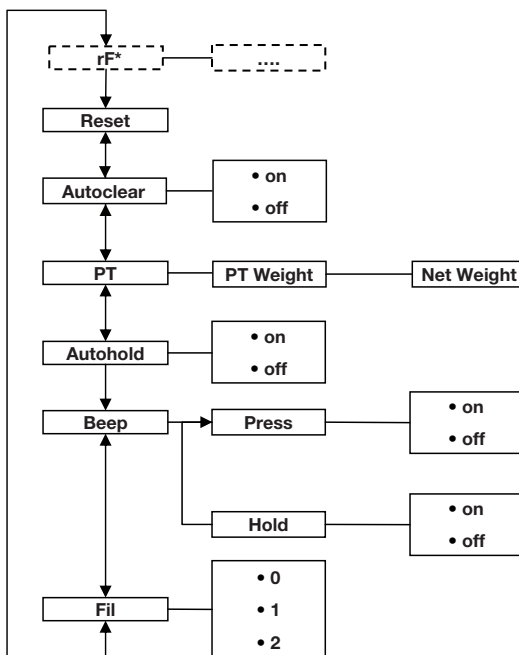 rF*
....
Reset
Autoclear
• on
• off
PT
PT Weight
Net Weight
Autohold
• on
• off
Beep
Press
• on
• off
Hold
• on
• off
Fil
• 0
• 1
• 2